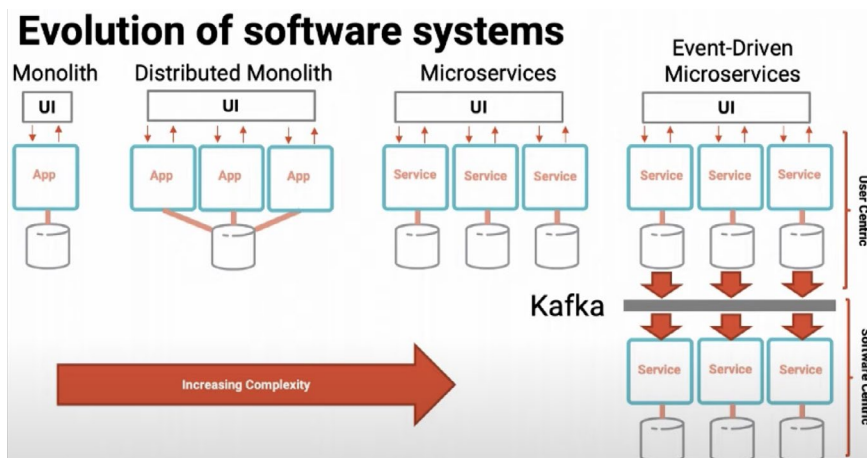 Evolution of software systems
Monolith
Distributed Monolith
Microservices
Event-Driven
Microservices
UI
UI
UI
UI
App
App
App
App
Service
Service
Service
Service
Service
Service
User Centric
Kafka
Increasing Complexity
Service
Service
Service
Software Centric